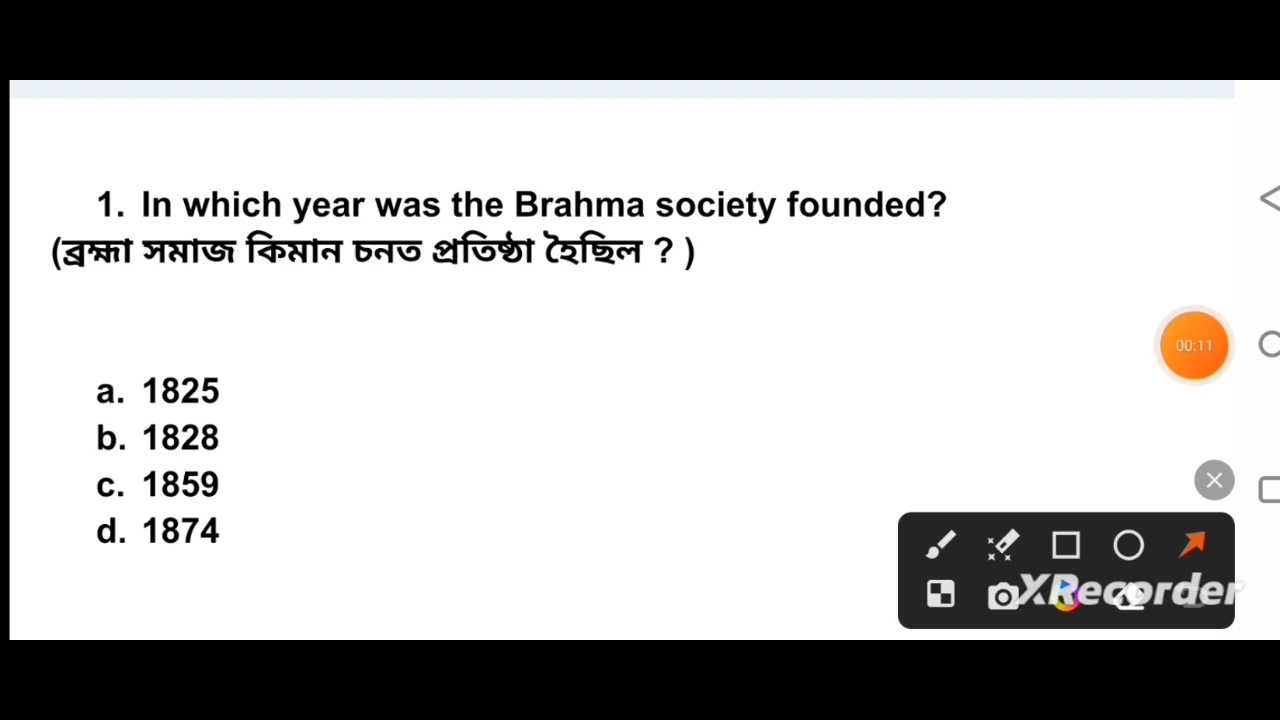 1. In which year was the Brahma society founded?
(ব্ৰহ্মা সমাজ কিমান চনত প্ৰতিষ্ঠা হৈছিল ? )
00:11
a. 1825
b. 1828
c. 1859
d. 1874
XRecorder